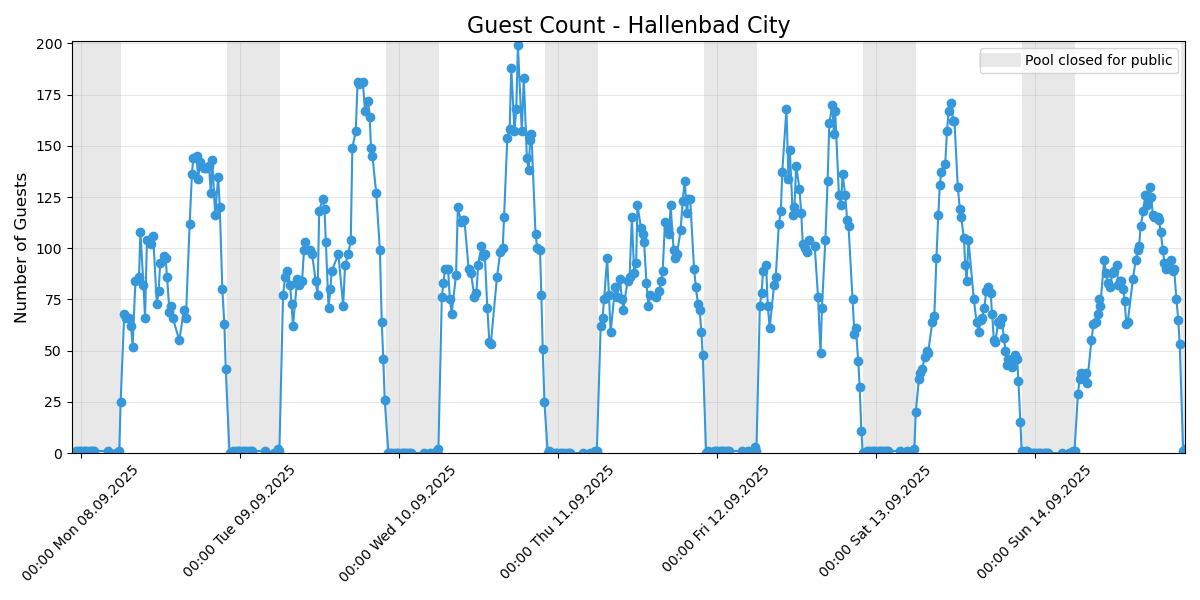 Guest Count - Hallenbad City
Pool closed for public
Number of Guests
200
175
150
125
100
75
50
25
0
00:00 Mon 08.09.2025
00:00 Tue 09.09.2025
00:00 Wed 10.09.2025
00:00 Thu 11.09.2025
00:00 Fri 12.09.2025
00:00 Sat 13.09.2025
00:00 Sun 14.09.2025